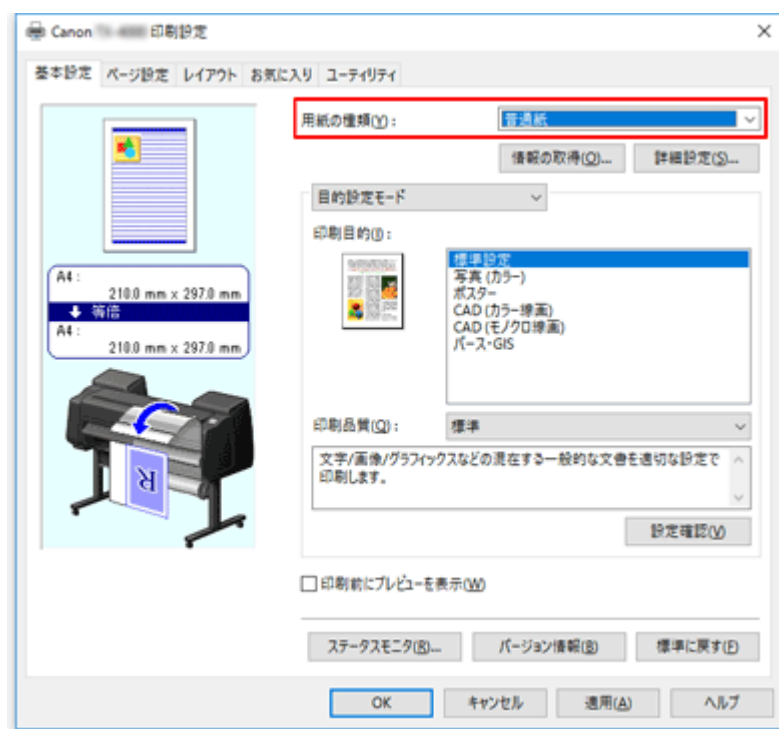 Canon 印刷設定
基本設定 ページ設定 レイアウト お気に入り ユーティリティ
用紙の種類(Y): 普通紙
情報の取得(O)... 詳細設定(S)...
目的設定モード
印刷目的(I):
標準設定
写真 (カラー)
ポスター
CAD (カラー線画)
CAD (モノクロ線画)
パース・GIS
A4:
210.0 mm x 297.0 mm
等倍
A4:
210.0 mm x 297.0 mm
R
印刷品質(Q): 標準
文字/画像/グラフィックスなどの混在する一般的な文書を適切な設定で
印刷します。
設定確認(V)
印刷前にプレビューを表示(W)
ステータスモニタ(R)... バージョン情報(B) 標準に戻す(F)
OK キャンセル 適用(A) ヘルプ